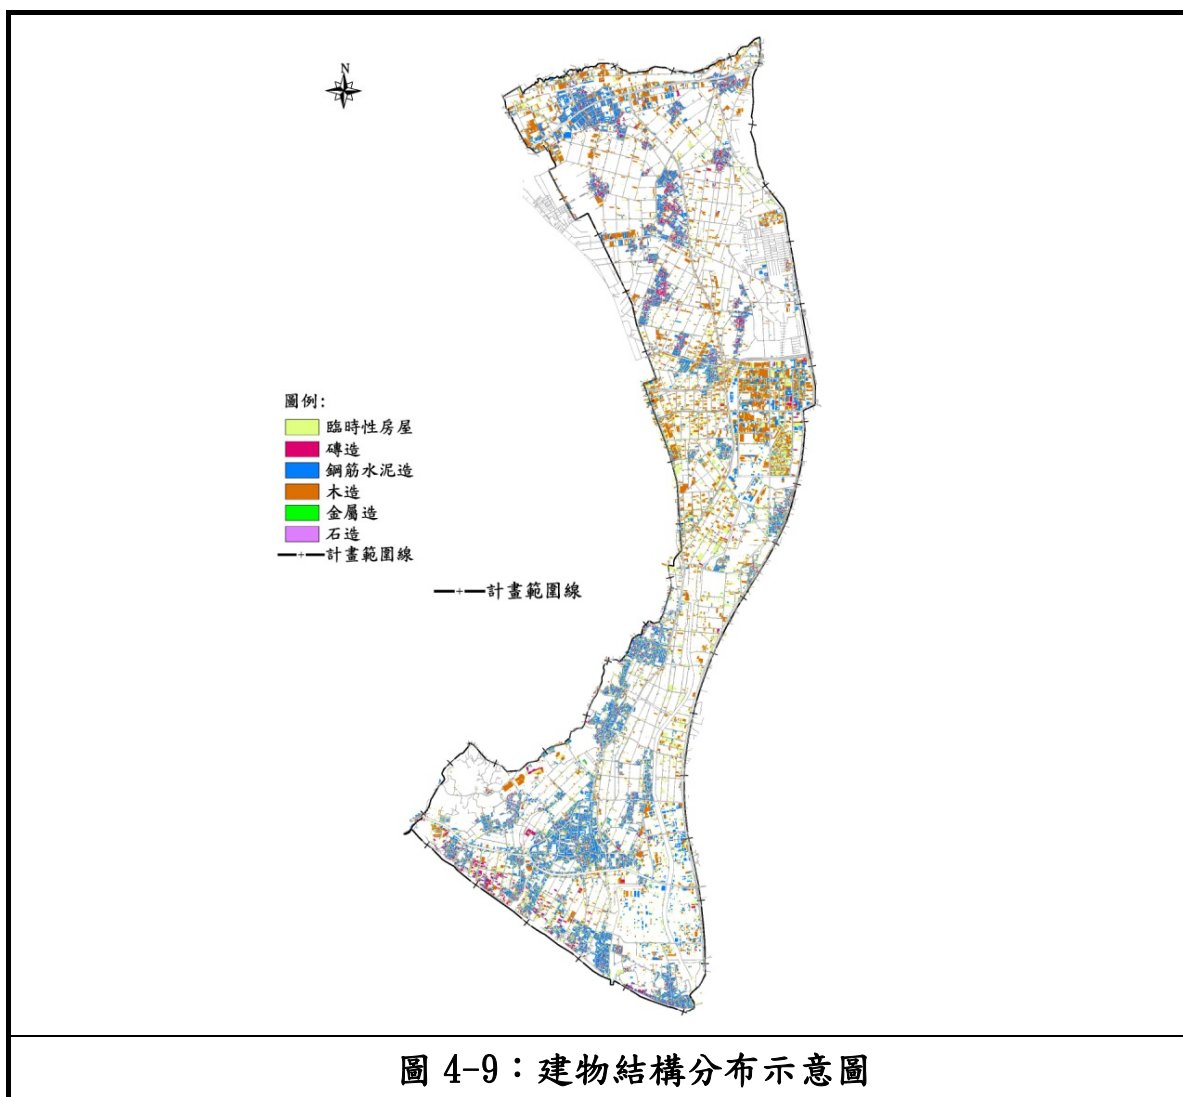 N
圖例:
臨時性房屋
磚造
鋼筋水泥造
木造
金屬造
石造
計畫範圍線
計畫範圍線
圖 4-9：建物結構分布示意圖